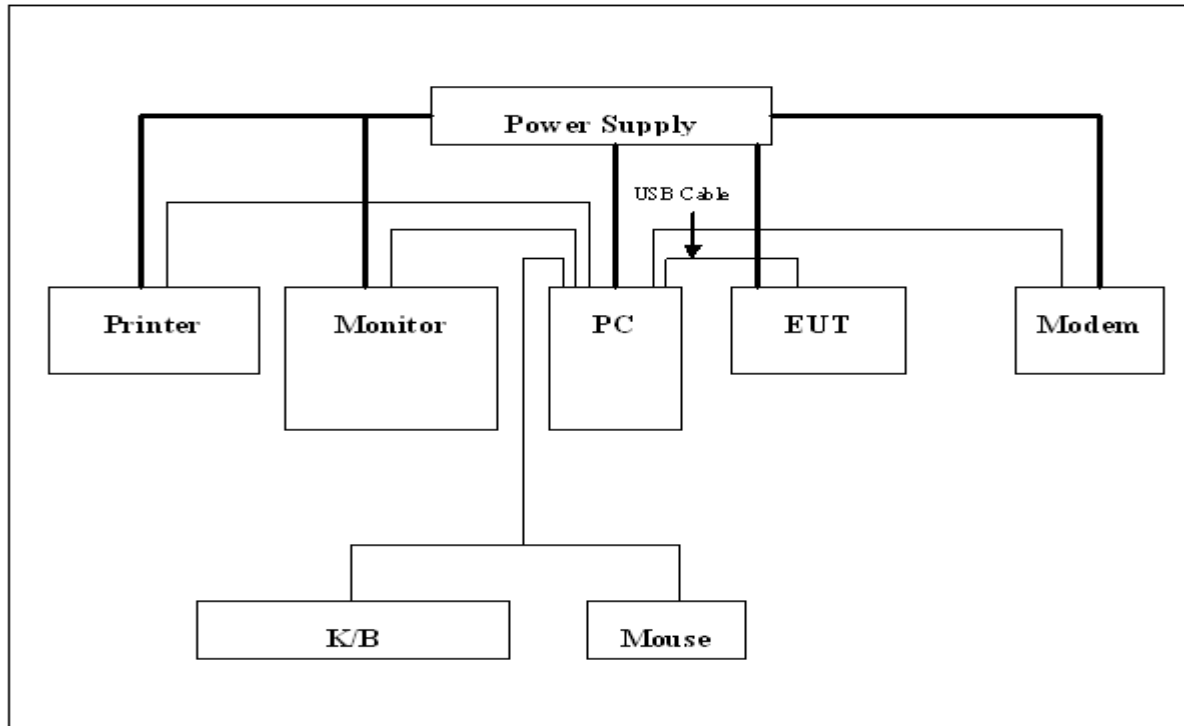 Power Supply
USB Cable
Printer
Monitor
PC
EUT
Modem
K/B
Mouse